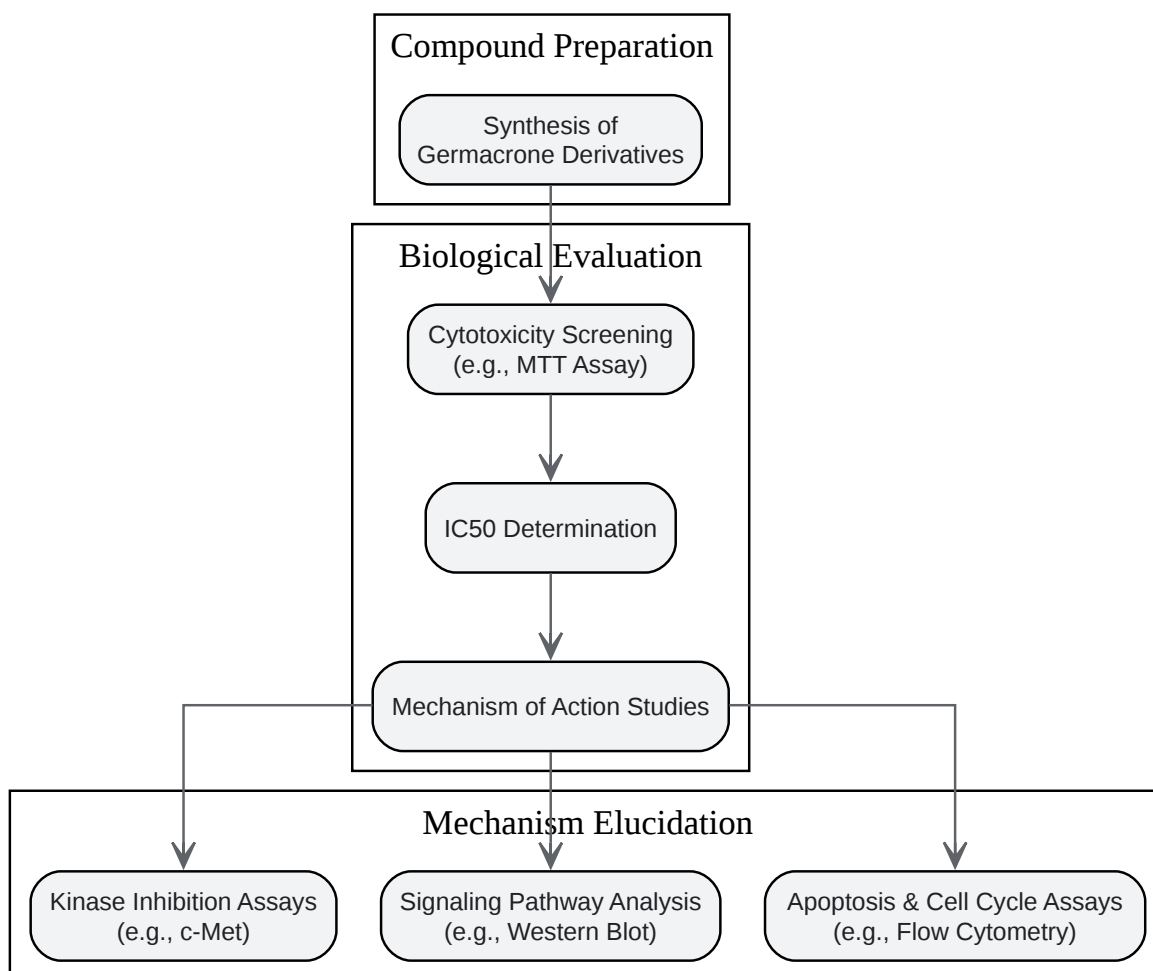 Compound Preparation
Synthesis of
Germacrone Derivatives
Biological Evaluation
Cytotoxicity Screening
(e.g., MTT Assay)
IC50 Determination
Mechanism of Action Studies
Mechanism Elucidation
Kinase Inhibition Assays
(e.g., c-Met)
Signaling Pathway Analysis
(e.g., Western Blot)
Apoptosis & Cell Cycle Assays
(e.g., Flow Cytometry)